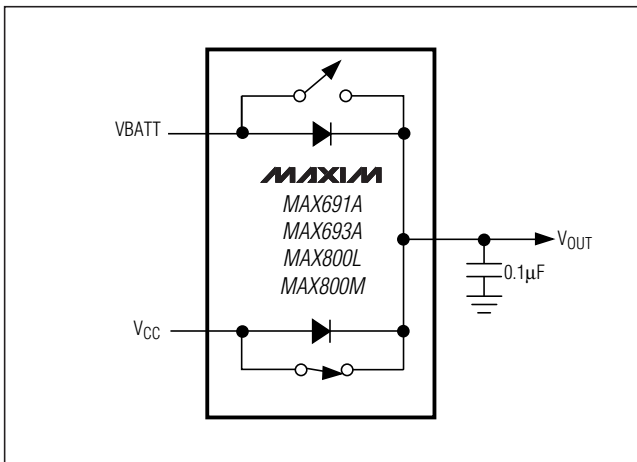 VBATT
MAXIM
MAX691A
MAX693A
MAX800L
MAX800M
VOUT
0.1µF
VCC